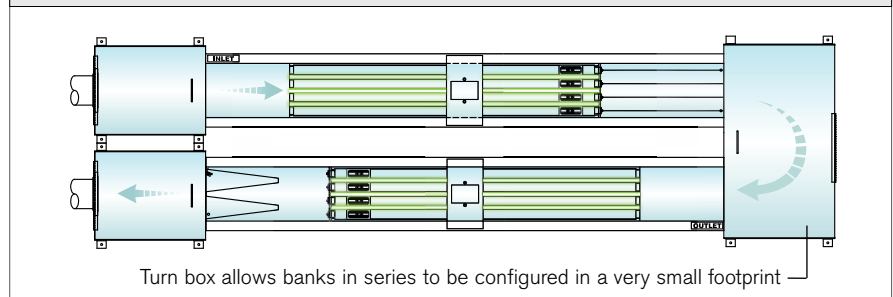 INLET
OUTLET
Turn box allows banks in series to be configured in a very small footprint